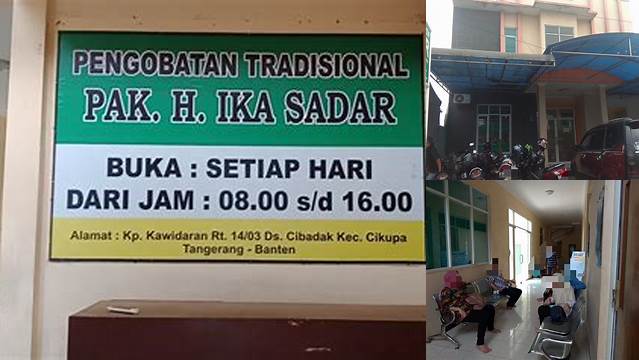 PENGOBATAN TRADISIONAL
PAK. H. IKA SADAR
BUKA : SETIAP HARI
DARI JAM : 08.00 s/d 16.00
Alamat : Kp. Kawidaran Rt. 14/03 Ds. Cibadak Kec. Cikupa
Tangerang - Banten